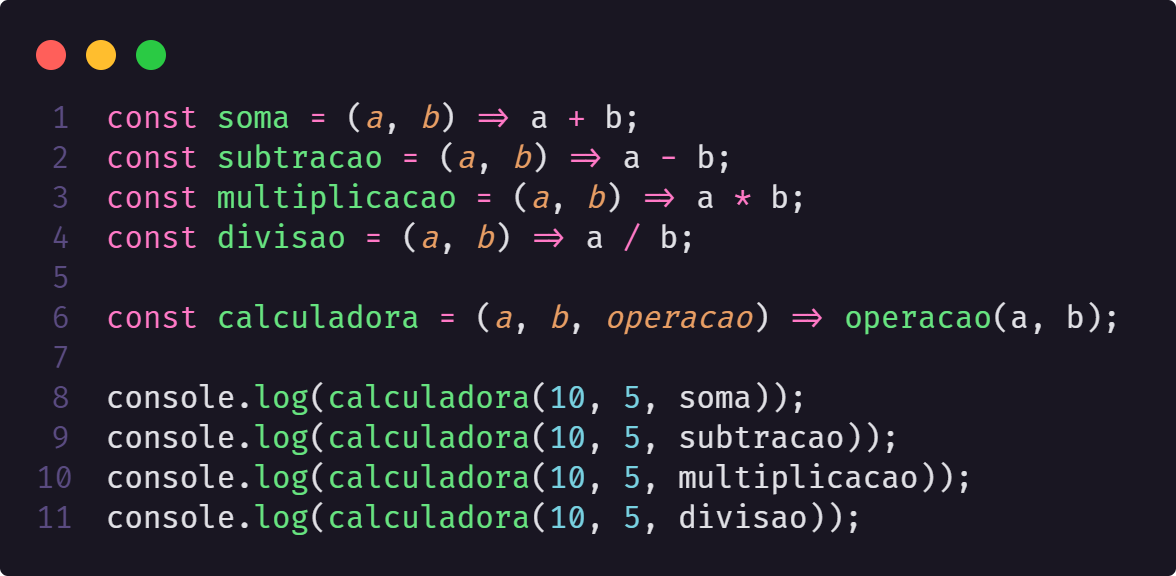 1 const soma = (a, b) => a + b;
2 const subtracao = (a, b) => a - b;
3 const multiplicacao = (a, b) => a * b;
4 const divisao = (a, b) => a / b;
5
6 const calculadora = (a, b, operacao) => operacao(a, b);
7
8 console.log(calculadora(10, 5, soma));
9 console.log(calculadora(10, 5, subtracao));
10 console.log(calculadora(10, 5, multiplicacao));
11 console.log(calculadora(10, 5, divisao));